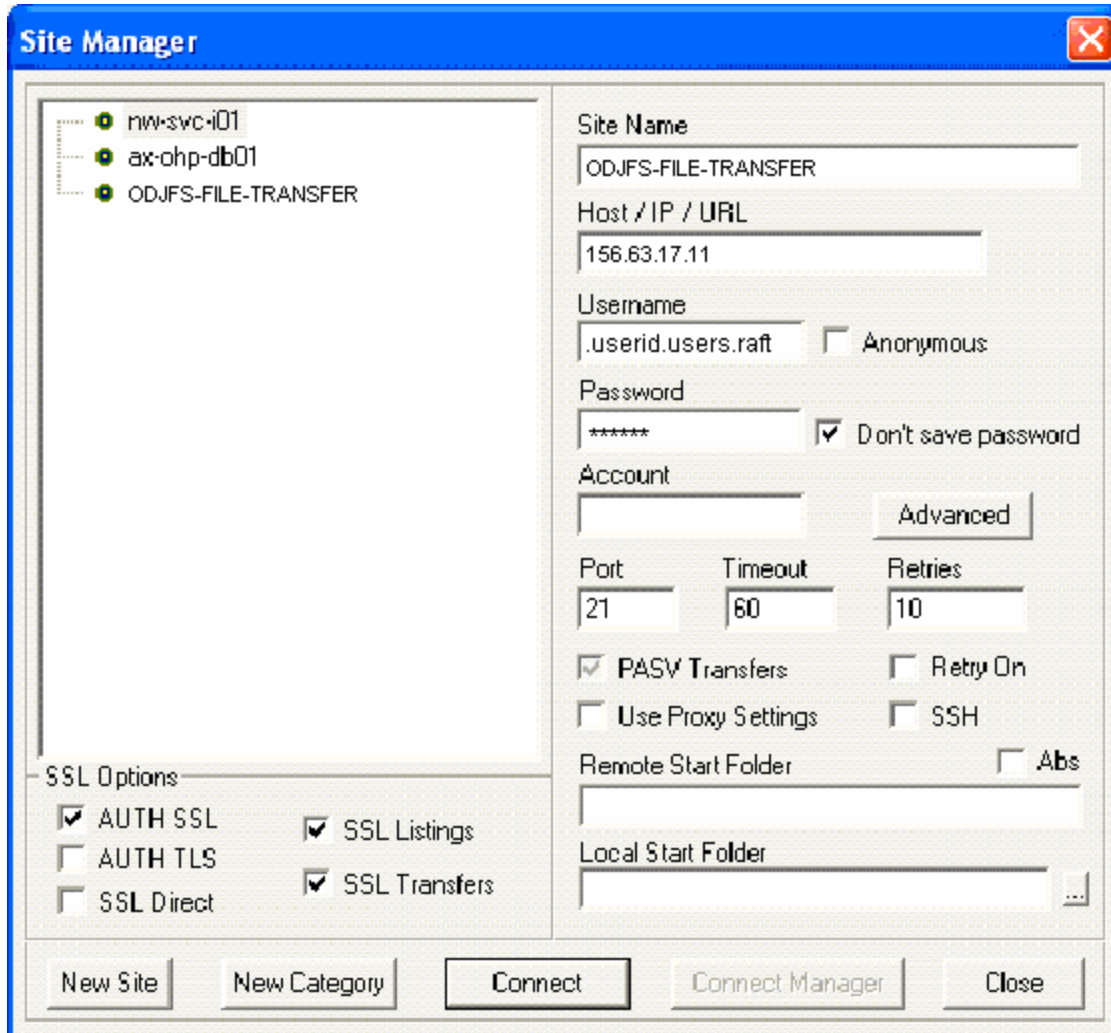 Site Manager
nw-svc-i01
ax-ohp-db01
ODJFS-FILE-TRANSFER
SSL Options
AUTH SSL
SSL Listings
AUTH TLS
SSL Transfers
SSL Direct
Site Name
ODJFS-FILE-TRANSFER
Host / IP / URL
156.63.17.11
Username
.userid.users.raft
Anonymous
Password
******
Don't save password
Account
Advanced
Port Timeout Retries
21 60 10
PASV Transfers Retry On
Use Proxy Settings SSH
Remote Start Folder Abs
Local Start Folder
...
New Site New Category Connect Connect Manager Close